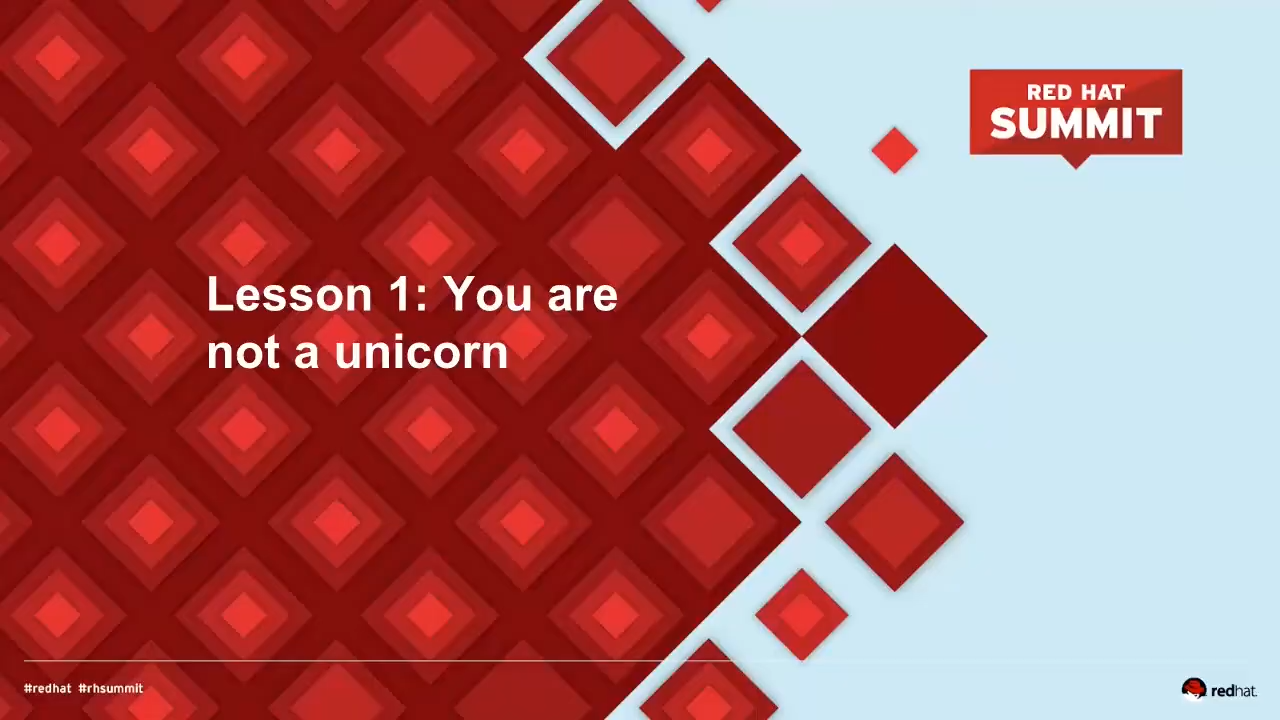 RED HAT
SUMMIT
Lesson 1: You are
not a unicorn
#redhat #rhsummit
redhat.